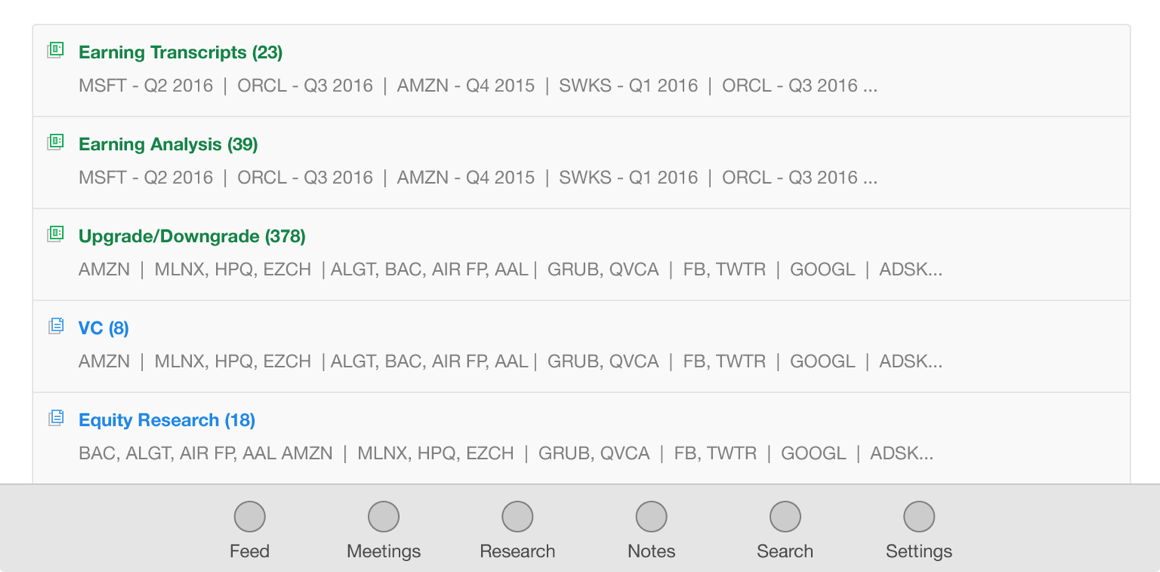 Earning Transcripts (23)
MSFT - Q2 2016 | ORCL - Q3 2016 | AMZN - Q4 2015 | SWKS - Q1 2016 | ORCL - Q3 2016 ...
Earning Analysis (39)
MSFT - Q2 2016 | ORCL - Q3 2016 | AMZN - Q4 2015 | SWKS - Q1 2016 | ORCL - Q3 2016 ...
Upgrade/Downgrade (378)
AMZN | MLNX, HPQ, EZCH | ALGT, BAC, AIR FP, AAL | GRUB, QVCA | FB, TWTR | GOOGL | ADSK...
VC (8)
AMZN | MLNX, HPQ, EZCH | ALGT, BAC, AIR FP, AAL | GRUB, QVCA | FB, TWTR | GOOGL | ADSK...
Equity Research (18)
BAC, ALGT, AIR FP, AAL AMZN | MLNX, HPQ, EZCH | GRUB, QVCA | FB, TWTR | GOOGL | ADSK...
Feed Meetings Research Notes Search Settings